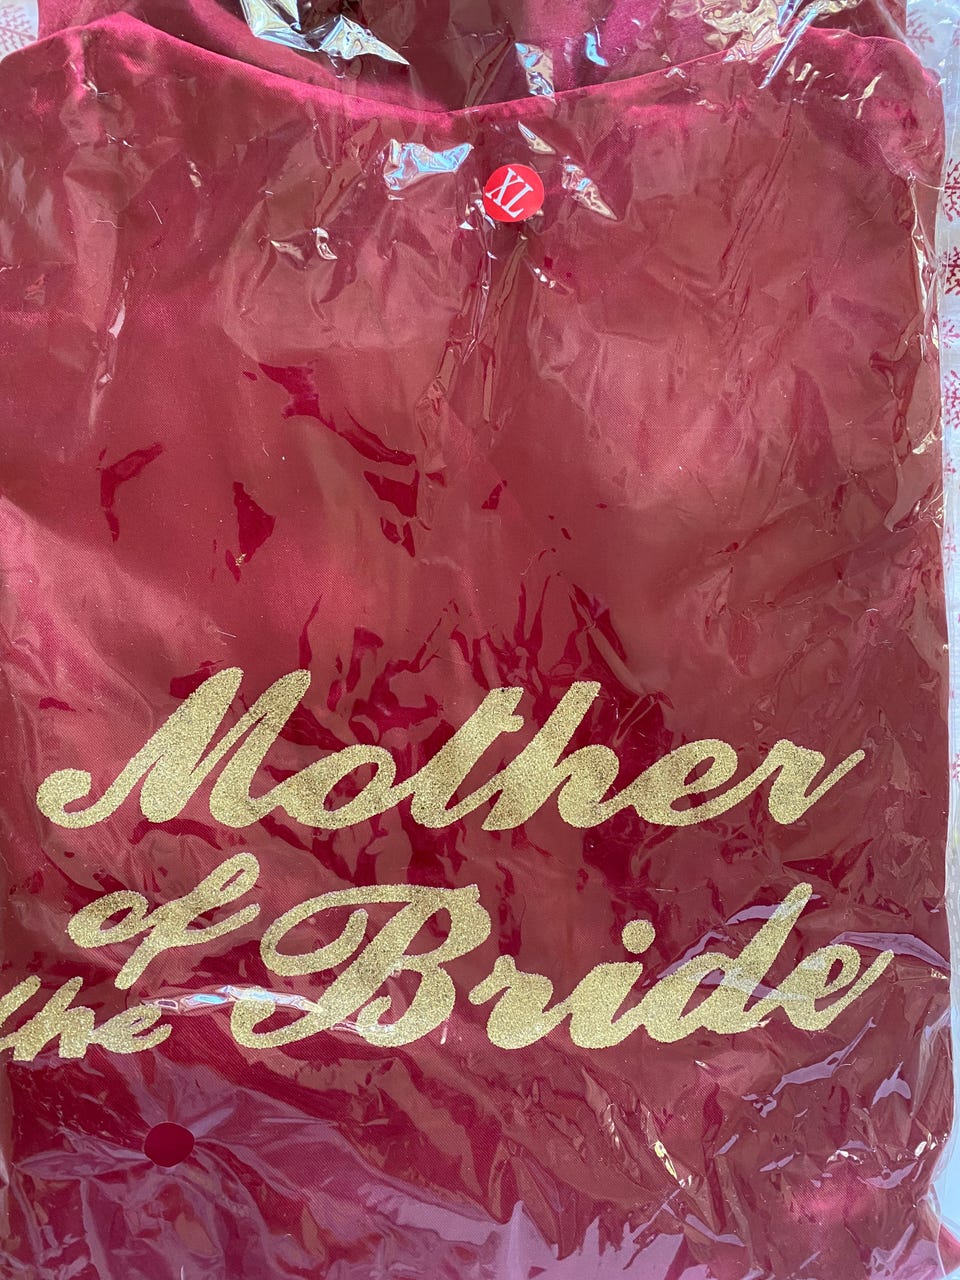 XL
Mother
of
the Bride